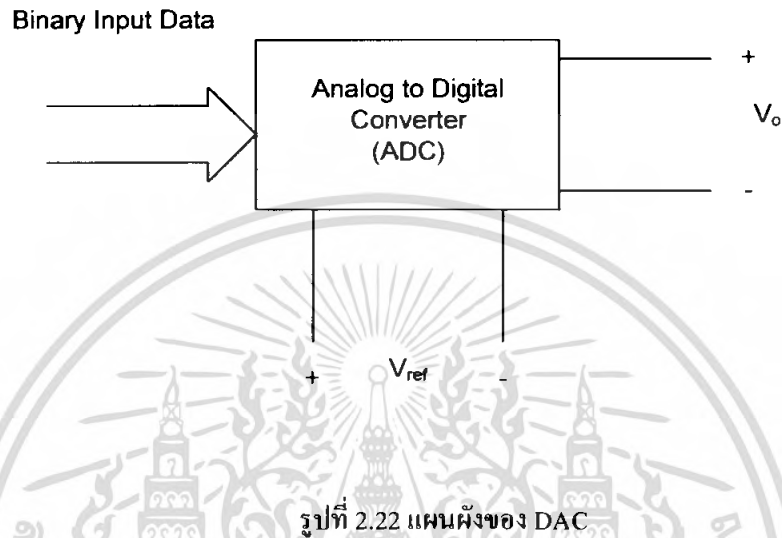 Binary Input Data
Analog to Digital
Converter
(ADC)
+
Vo
-
+ Vref -
รูปที่ 2.22 แผนผังของ DAC